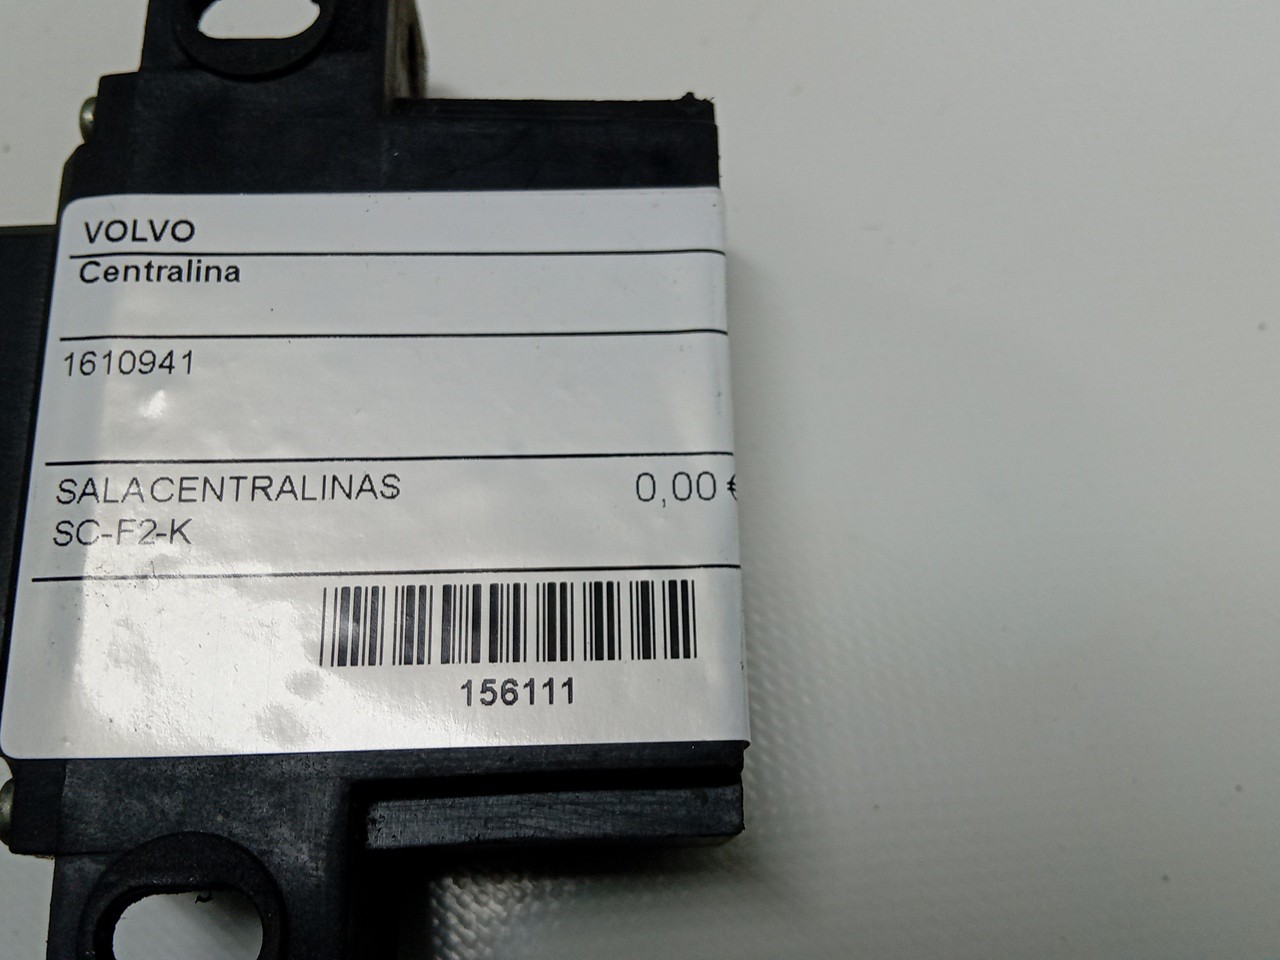 VOLVO
Centralina
1610941
SALACENTRALINAS 0,00 €
SC-F2-K
156111